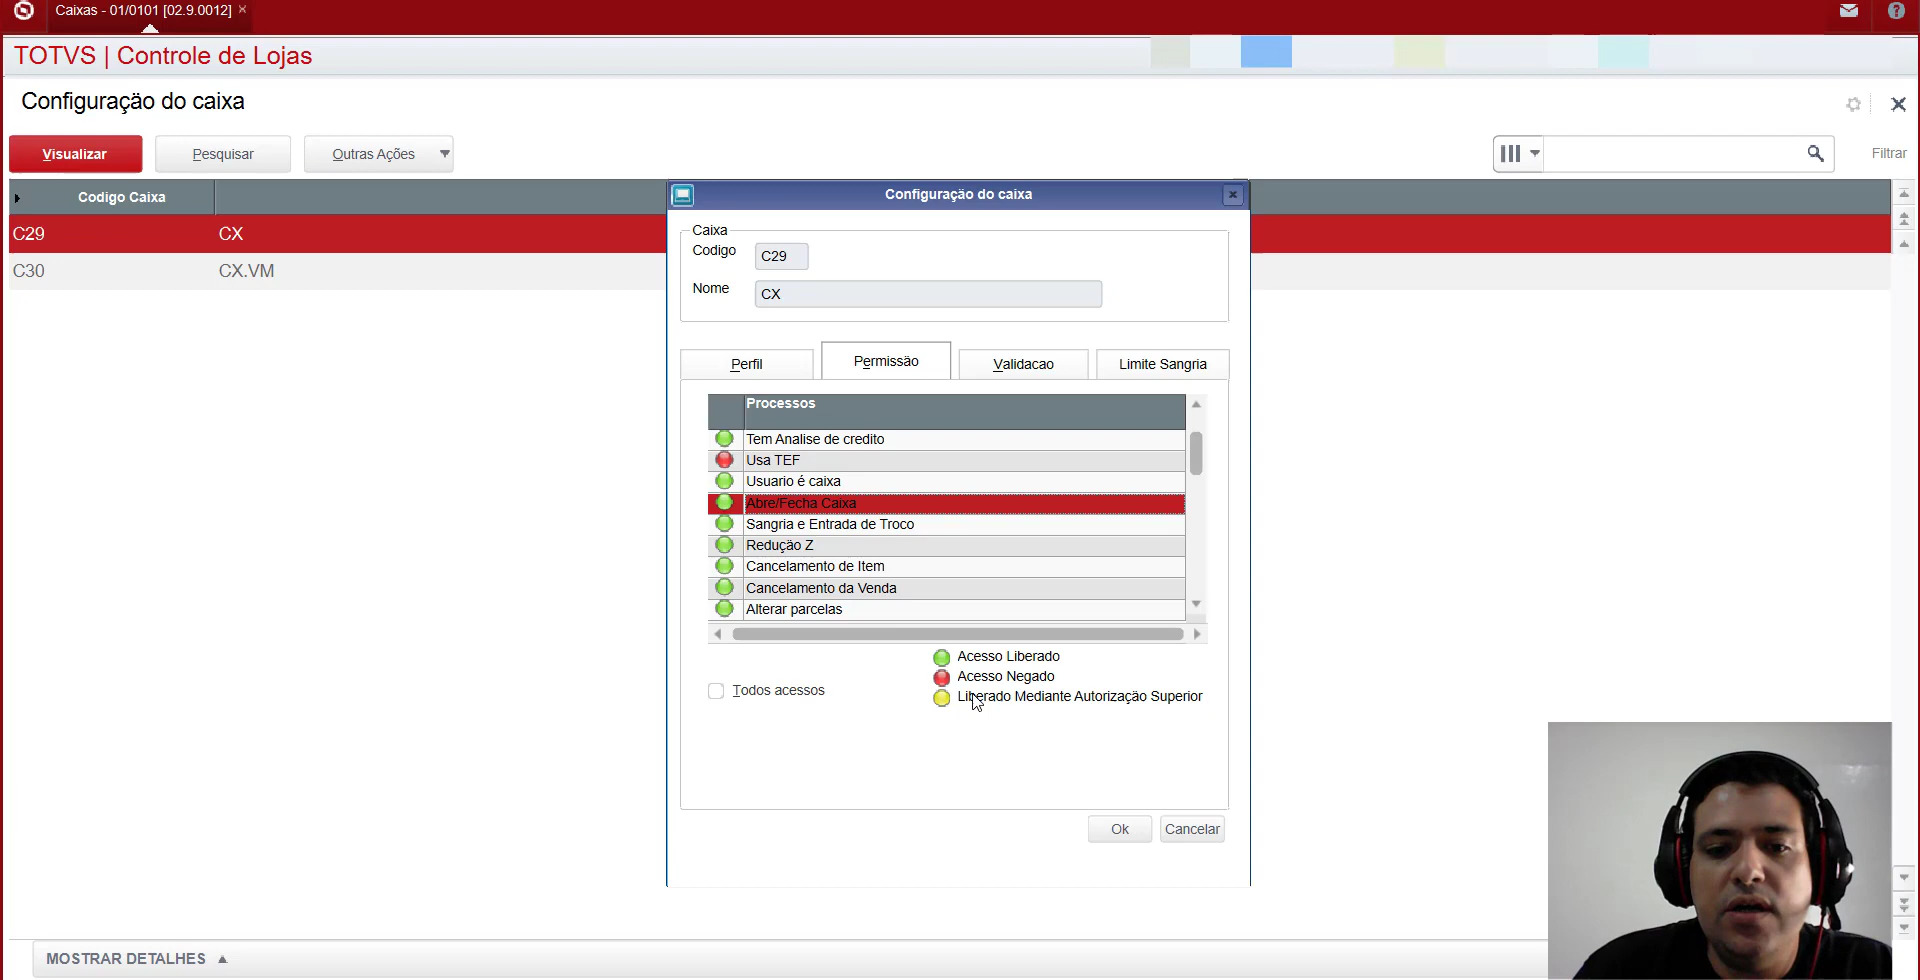 Caixas - 01/0101 [02.9.0012] ×
TOTVS | Controle de Lojas
Configuração do caixa
Visualizar
Pesquisar
Outras Ações
Filtrar
Codigo Caixa
C29 CX
C30 CX.VM
Configuração do caixa
Caixa
Codigo C29
Nome CX
Perfil
Permissão
Validacao
Limite Sangria
Processos
Tem Analise de credito
Usa TEF
Usuario é caixa
Abre/Fecha Caixa
Sangria e Entrada de Troco
Redução Z
Cancelamento de Item
Cancelamento da Venda
Alterar parcelas
Acesso Liberado
Acesso Negado
Todos acessos
Liberado Mediante Autorização Superior
Ok
Cancelar
MOSTRAR DETALHES